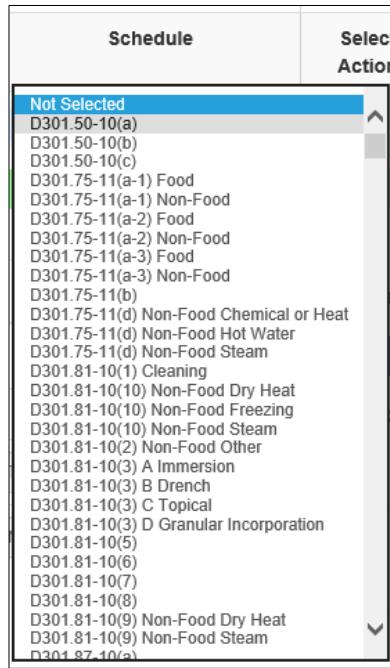 Schedule
Selec
Action
Not Selected
D301.50-10(a)
D301.50-10(b)
D301.50-10(c)
D301.75-11(a-1) Food
D301.75-11(a-1) Non-Food
D301.75-11(a-2) Food
D301.75-11(a-2) Non-Food
D301.75-11(a-3) Food
D301.75-11(a-3) Non-Food
D301.75-11(b)
D301.75-11(d) Non-Food Chemical or Heat
D301.75-11(d) Non-Food Hot Water
D301.75-11(d) Non-Food Steam
D301.81-10(1) Cleaning
D301.81-10(10) Non-Food Dry Heat
D301.81-10(10) Non-Food Freezing
D301.81-10(10) Non-Food Steam
D301.81-10(2) Non-Food Other
D301.81-10(3) A Immersion
D301.81-10(3) B Drench
D301.81-10(3) C Topical
D301.81-10(3) D Granular Incorporation
D301.81-10(5)
D301.81-10(6)
D301.81-10(7)
D301.81-10(8)
D301.81-10(9) Non-Food Dry Heat
D301.81-10(9) Non-Food Steam
D301.87-10(a)